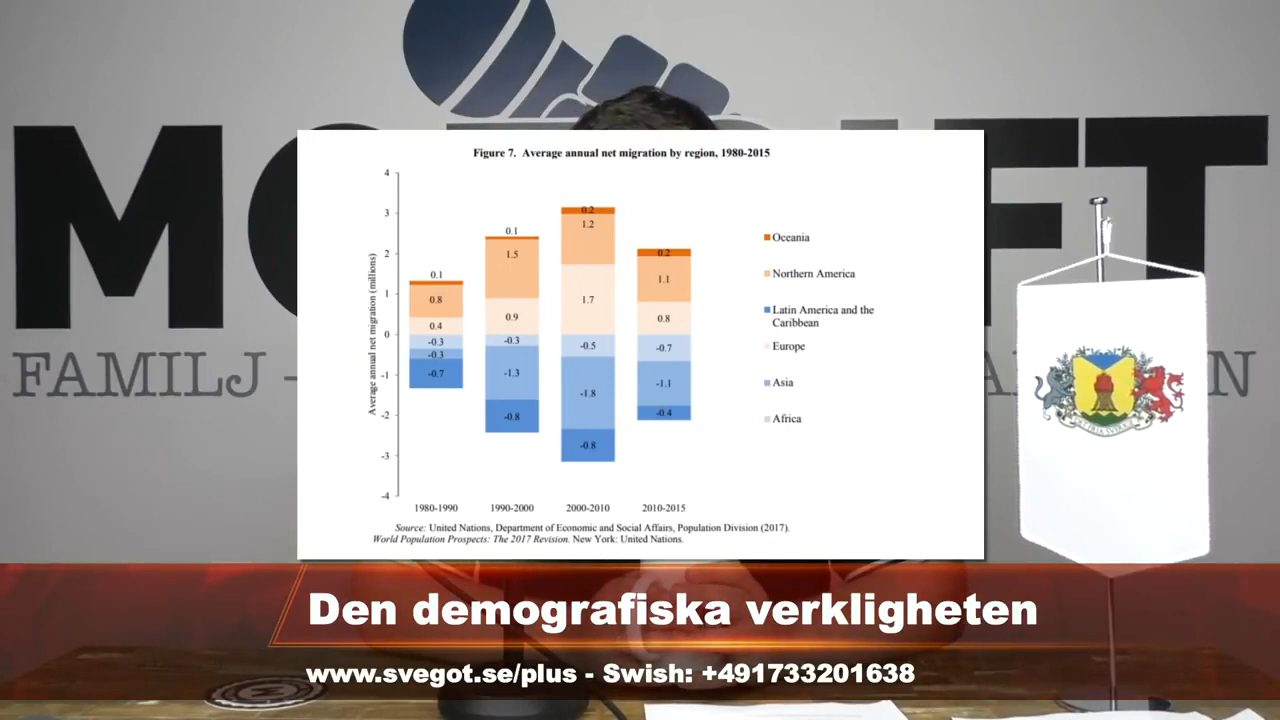 FAMILJ -
Figure 7. Average annual net migration by region, 1980-2015
Average annual net migration (millions)
4
3
2
1
0
-1
-2
-3
-4
0.1
0.8
0.4
-0.3
-0.3
-0.7
0.1
1.5
0.9
-0.3
-1.3
-0.8
0.2
1.2
1.7
-0.5
-1.8
-0.8
0.2
1.1
0.8
-0.7
-1.1
-0.4
1980-1990
1990-2000
2000-2010
2010-2015
Oceania
Northern America
Latin America and the
Caribbean
Europe
Asia
Africa
Source: United Nations, Department of Economic and Social Affairs, Population Division (2017).
World Population Prospects: The 2017 Revision. New York: United Nations.
Den demografiska verkligheten
www.svegot.se/plus - Swish: +491733201638